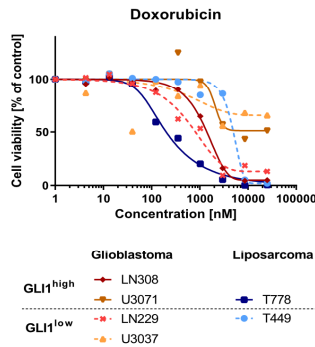 Doxorubicin
Cell viability [% of control]
100
50
0
1 10 100 1000 10000 100000
Concentration [nM]
Glioblastoma Liposarcoma
GLI1high LN308
U3071 T778
GLI1low LN229 T449
U3037